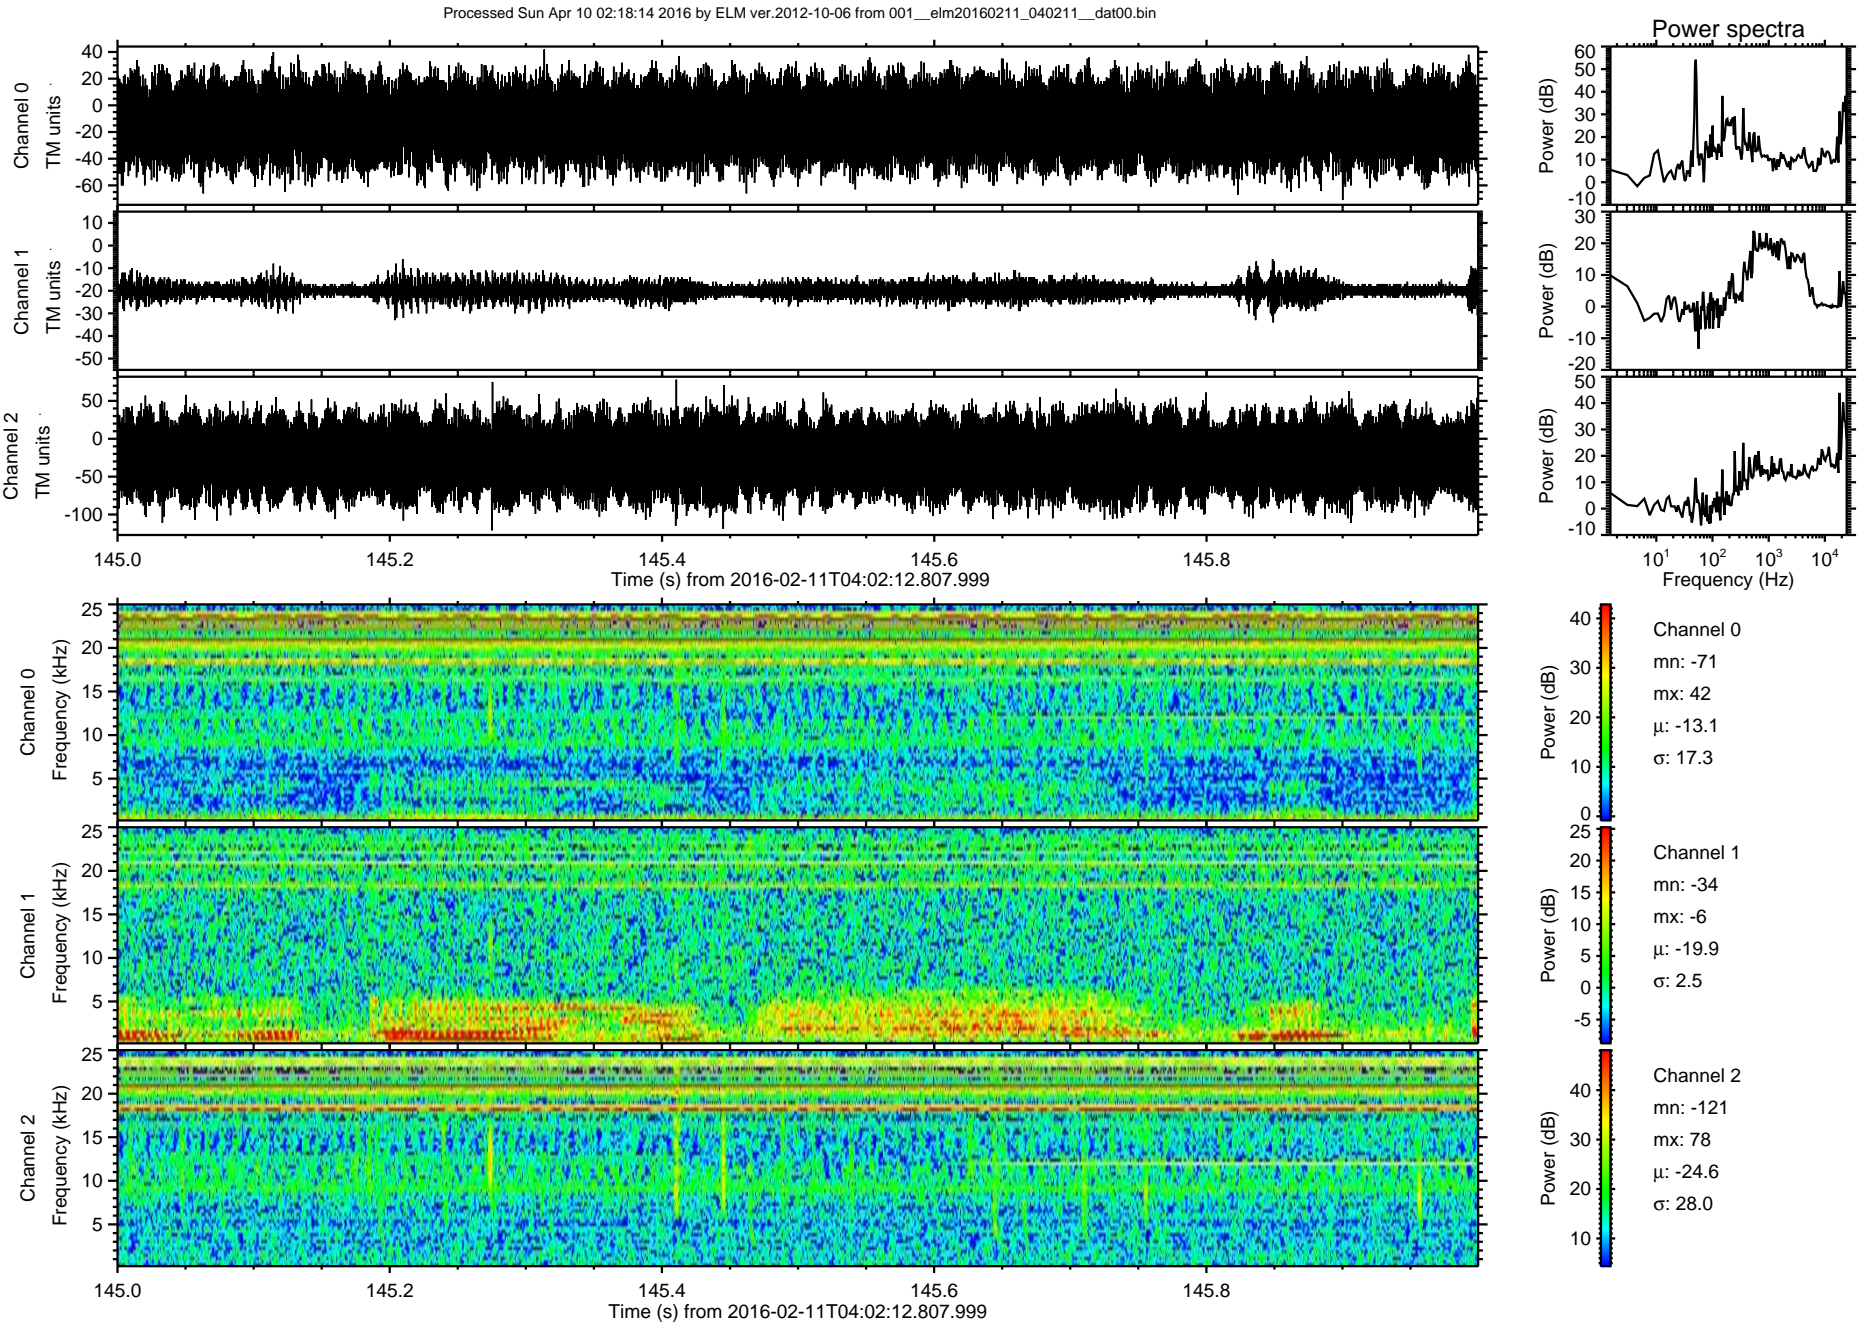 Processed Sun Apr 10 02:18:14 2016 by ELM ver.2012-10-06 from 001__elm20160211_040211__dat00.bin
Power spectra
Channel 0
TM units
40
20
0
-20
-40
-60
Power (dB)
60
50
40
30
20
10
0
-10
Channel 1
TM units
10
0
-10
-20
-30
-40
-50
Power (dB)
30
20
10
0
-10
-20
Channel 2
TM units
50
0
-50
-100
Power (dB)
50
40
30
20
10
0
-10
145.0 145.2 145.4 145.6 145.8
Time (s) from 2016-02-11T04:02:12.807.999
10^1 10^2 10^3 10^4
Frequency (Hz)
Channel 0
Frequency (kHz)
25
20
15
10
5
Power (dB)
40
30
20
10
0
Channel 0
mn: -71
mx: 42
μ: -13.1
σ: 17.3
Channel 1
Frequency (kHz)
25
20
15
10
5
Power (dB)
25
20
15
10
5
0
-5
Channel 1
mn: -34
mx: -6
μ: -19.9
σ: 2.5
Channel 2
Frequency (kHz)
25
20
15
10
5
Power (dB)
40
30
20
10
Channel 2
mn: -121
mx: 78
μ: -24.6
σ: 28.0
145.0 145.2 145.4 145.6 145.8
Time (s) from 2016-02-11T04:02:12.807.999